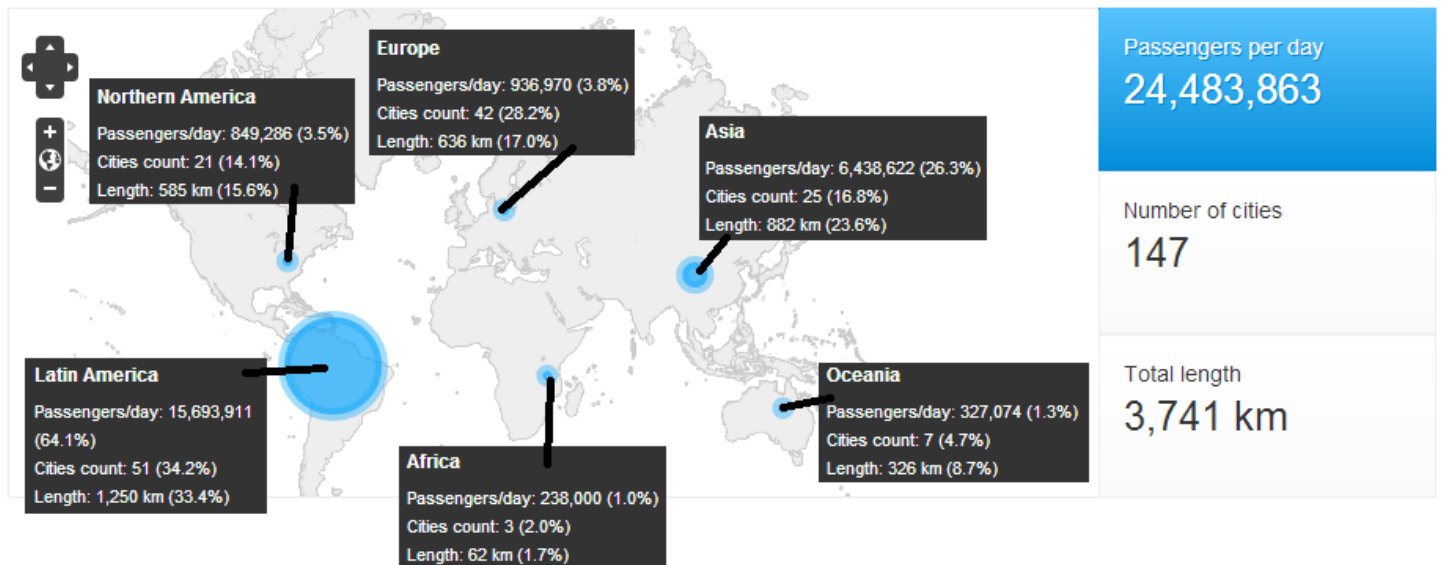 Europe
Passengers/day: 936,970 (3.8%)
Cities count: 42 (28.2%)
Length: 636 km (17.0%)
Northern America
Passengers/day: 849,286 (3.5%)
Cities count: 21 (14.1%)
Length: 585 km (15.6%)
Asia
Passengers/day: 6,438,622 (26.3%)
Cities count: 25 (16.8%)
Length: 882 km (23.6%)
Latin America
Passengers/day: 15,693,911
(64.1%)
Cities count: 51 (34.2%)
Length: 1,250 km (33.4%)
Africa
Passengers/day: 238,000 (1.0%)
Cities count: 3 (2.0%)
Length: 62 km (1.7%)
Oceania
Passengers/day: 327,074 (1.3%)
Cities count: 7 (4.7%)
Length: 326 km (8.7%)
Passengers per day
24,483,863
Number of cities
147
Total length
3,741 km